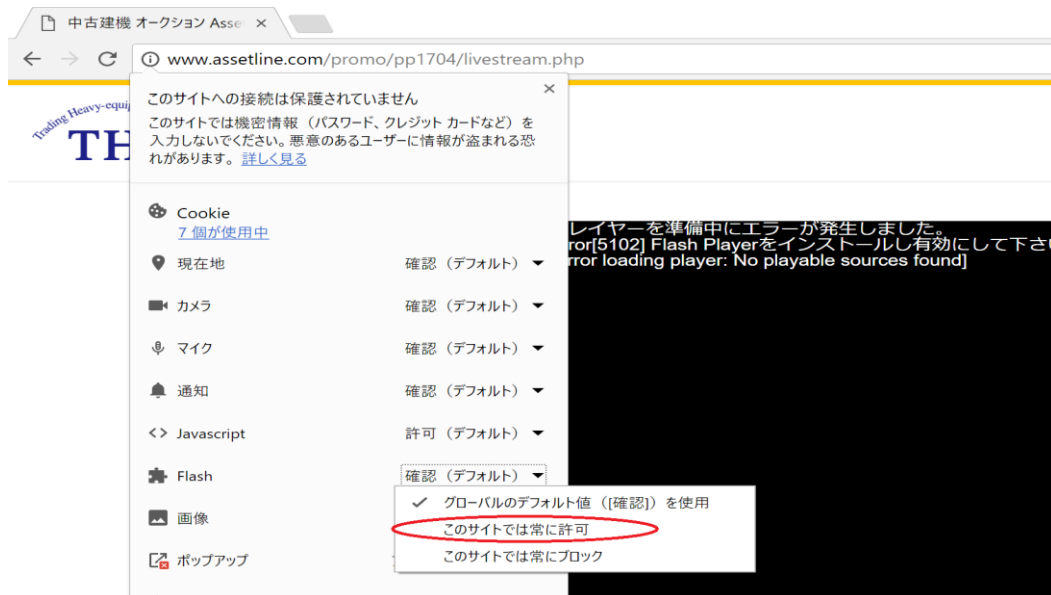 中古建機 オークション Asse
www.assetline.com/promo/pp1704/livestream.php
Trading Heavy-equi
TH
このサイトへの接続は保護されていません
このサイトでは機密情報（パスワード、クレジット カードなど）を
入力しないでください。悪意のあるユーザーに情報が盗まれる恐
れがあります。 詳しく見る
Cookie
7 個が使用中
現在地 確認（デフォルト）
カメラ 確認（デフォルト）
マイク 確認（デフォルト）
通知 確認（デフォルト）
Javascript 許可（デフォルト）
Flash 確認（デフォルト）
グローバルのデフォルト値（[確認]）を使用
画像
このサイトでは常に許可
このサイトでは常にブロック
ポップアップ
レイヤーを準備中にエラーが発生しました。
ror[5102] Flash Playerをインストールし有効にして下さ
rror loading player: No playable sources found]